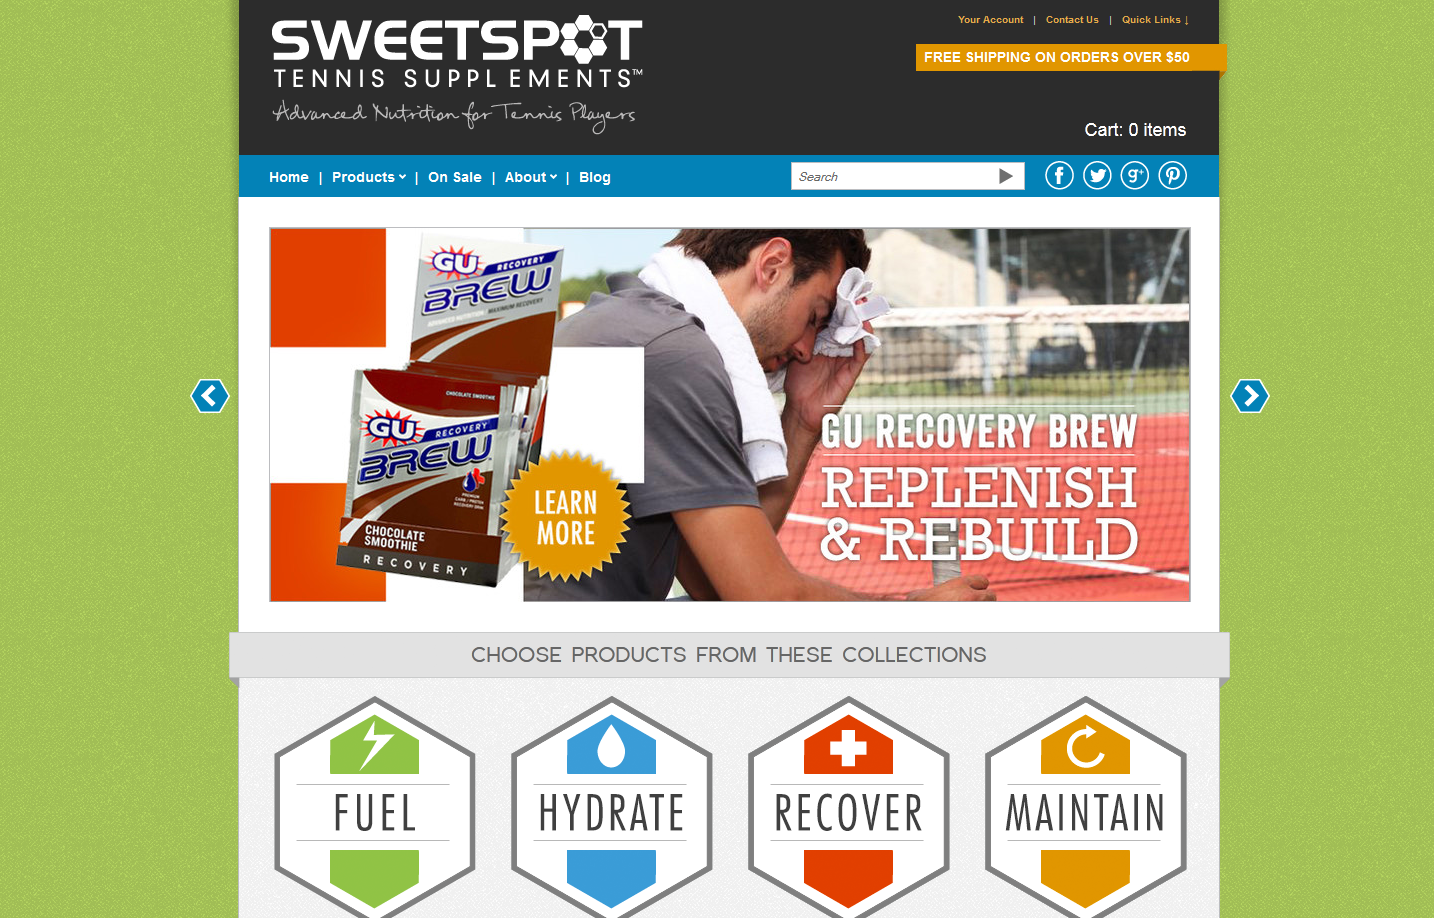 SWEETSPOT
TENNIS SUPPLEMENTS™
Advanced Nutrition for Tennis Players
Your Account | Contact Us | Quick Links ↓
FREE SHIPPING ON ORDERS OVER $50
Cart: 0 items
Home | Products | On Sale | About | Blog
Search
GU RECOVERY
BREW
ADVANCED NUTRITION · MAXIMUM RECOVERY
CHOCOLATE SMOOTHIE
GU RECOVERY
BREW
PREMIUM
CARB / PROTEIN
RECOVERY DRINK
CHOCOLATE
SMOOTHIE
RECOVERY
LEARN
MORE
GU RECOVERY BREW
REPLENISH
& REBUILD
CHOOSE PRODUCTS FROM THESE COLLECTIONS
FUEL
HYDRATE
RECOVER
MAINTAIN